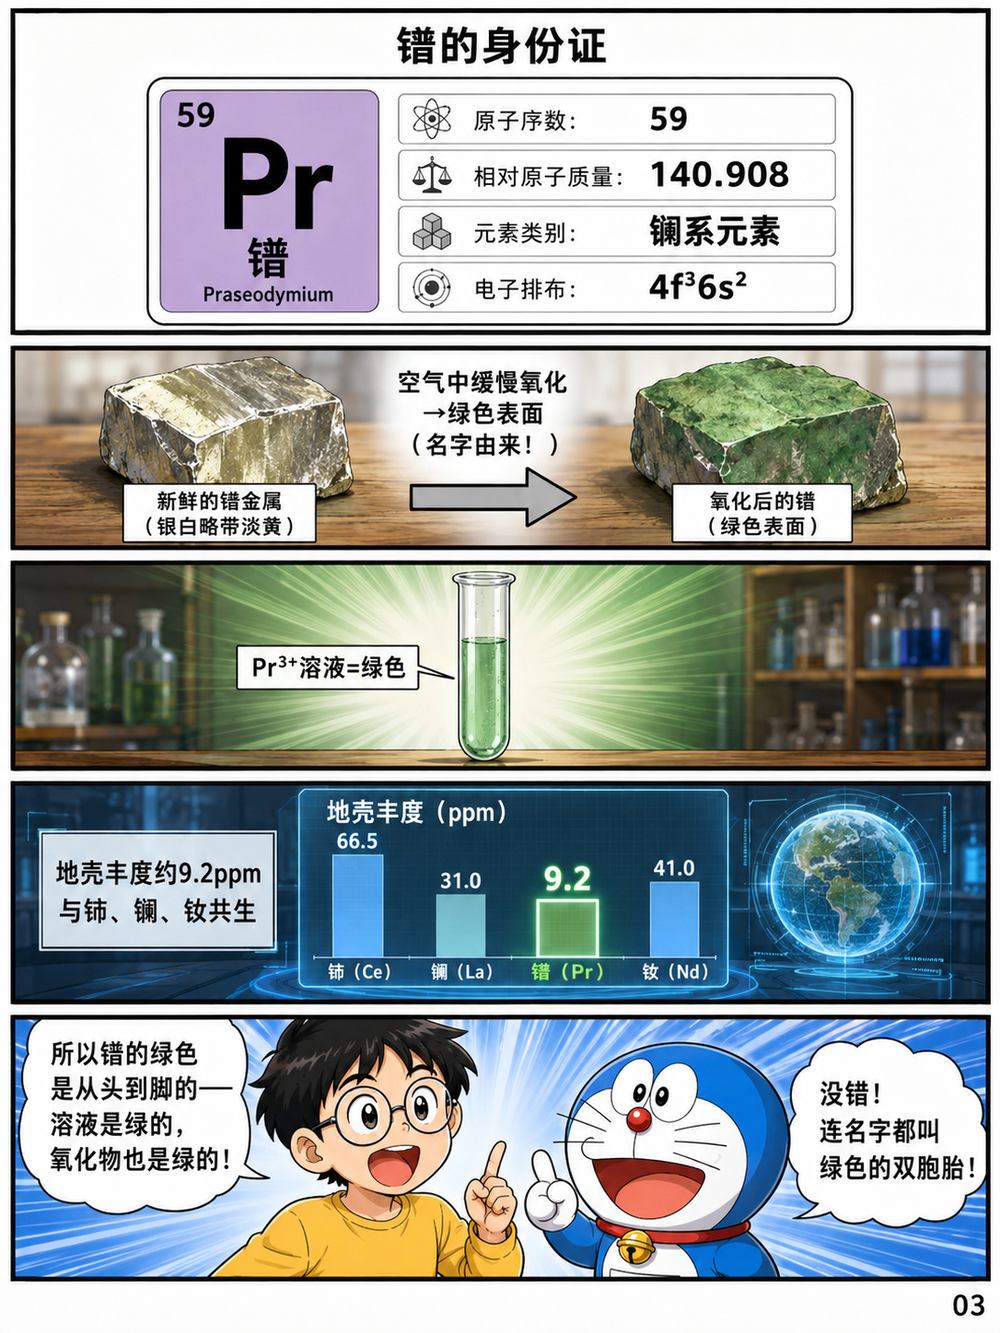 镨的身份证
59
Pr
镨
Praseodymium
原子序数： 59
相对原子质量： 140.908
元素类别： 镧系元素
电子排布： 4f³6s²
空气中缓慢氧化
→绿色表面
（名字由来！）
新鲜的镨金属
（银白略带淡黄）
氧化后的镨
（绿色表面）
Pr³⁺溶液=绿色
地壳丰度约9.2ppm
与铈、镧、钕共生
地壳丰度（ppm）
66.5
31.0
9.2
41.0
铈（Ce）
镧（La）
镨（Pr）
钕（Nd）
所以镨的绿色
是从头到脚的——
溶液是绿的，
氧化物也是绿的！
没错！
连名字都叫
绿色的双胞胎！
03